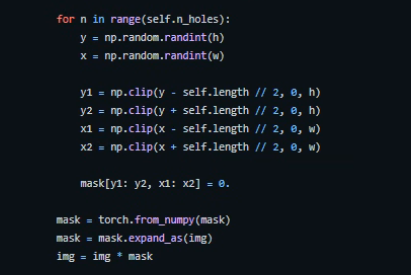 for n in range(self.n_holes):
y = np.random.randint(h)
x = np.random.randint(w)
y1 = np.clip(y - self.length // 2, 0, h)
y2 = np.clip(y + self.length // 2, 0, h)
x1 = np.clip(x - self.length // 2, 0, w)
x2 = np.clip(x + self.length // 2, 0, w)
mask[y1: y2, x1: x2] = 0.
mask = torch.from_numpy(mask)
mask = mask.expand_as(img)
img = img * mask